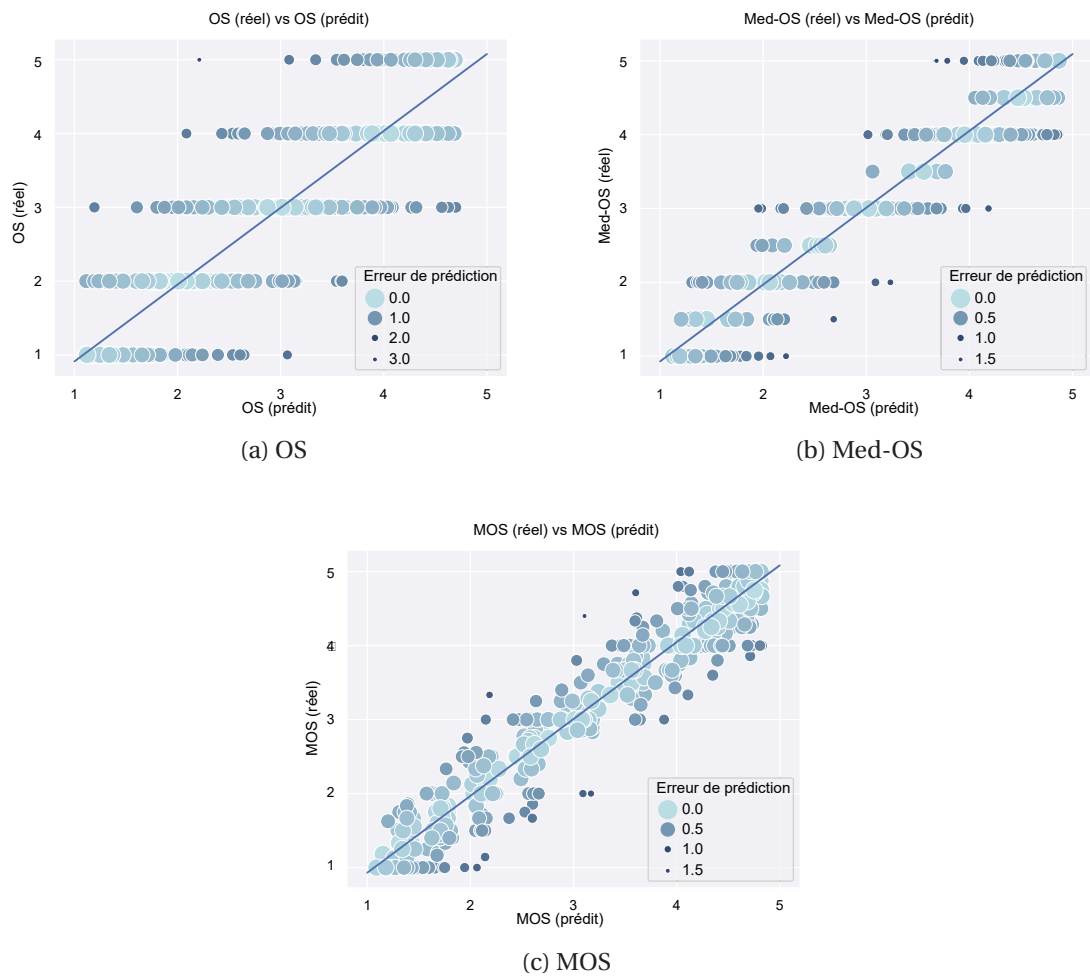 OS (réel) vs OS (prédit)
5
4
3
2
1
OS (réel)
Erreur de prédiction
0.0
1.0
2.0
3.0
1 2 3 4 5
OS (prédit)
(a) OS
Med-OS (réel) vs Med-OS (prédit)
5
4
3
2
1
Med-OS (réel)
Erreur de prédiction
0.0
0.5
1.0
1.5
1 2 3 4 5
Med-OS (prédit)
(b) Med-OS
MOS (réel) vs MOS (prédit)
5
4
3
2
1
MOS (réel)
Erreur de prédiction
0.0
0.5
1.0
1.5
1 2 3 4 5
MOS (prédit)
(c) MOS